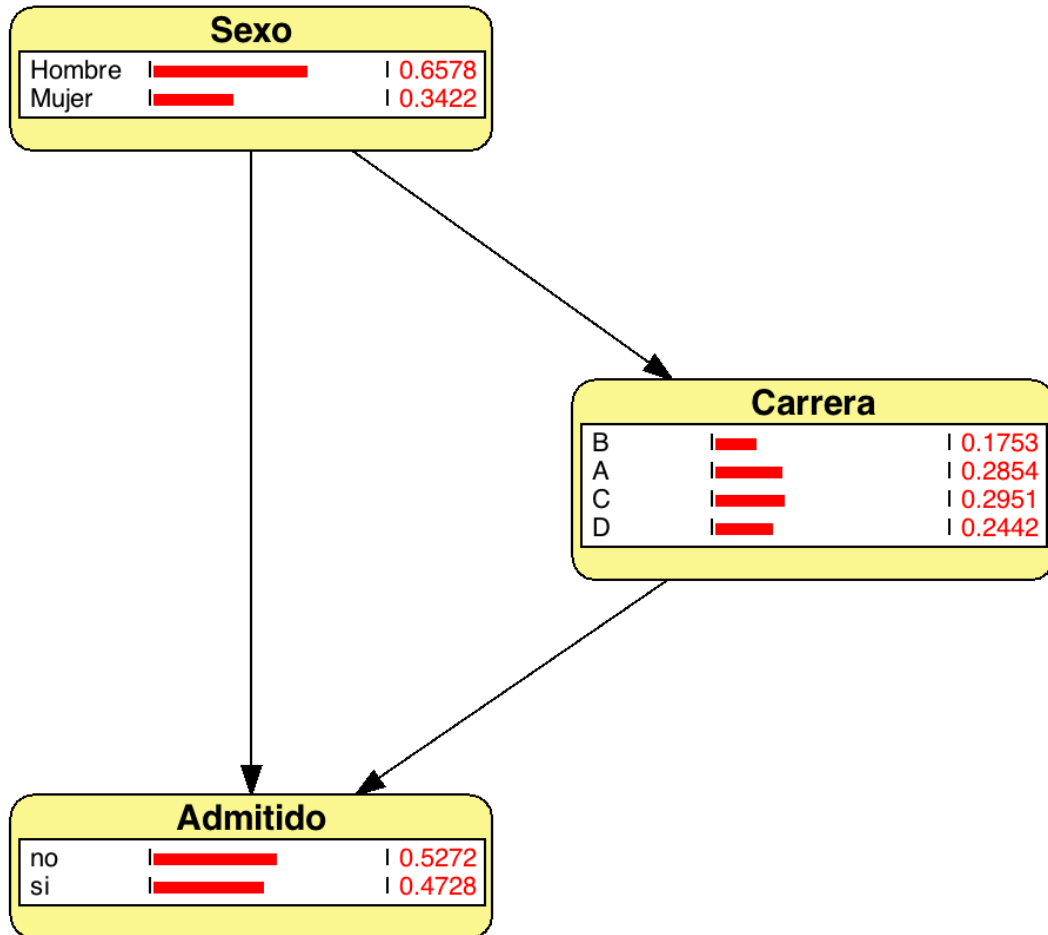 Sexo
Hombre 0.6578
Mujer 0.3422
Carrera
B 0.1753
A 0.2854
C 0.2951
D 0.2442
Admitido
no 0.5272
si 0.4728